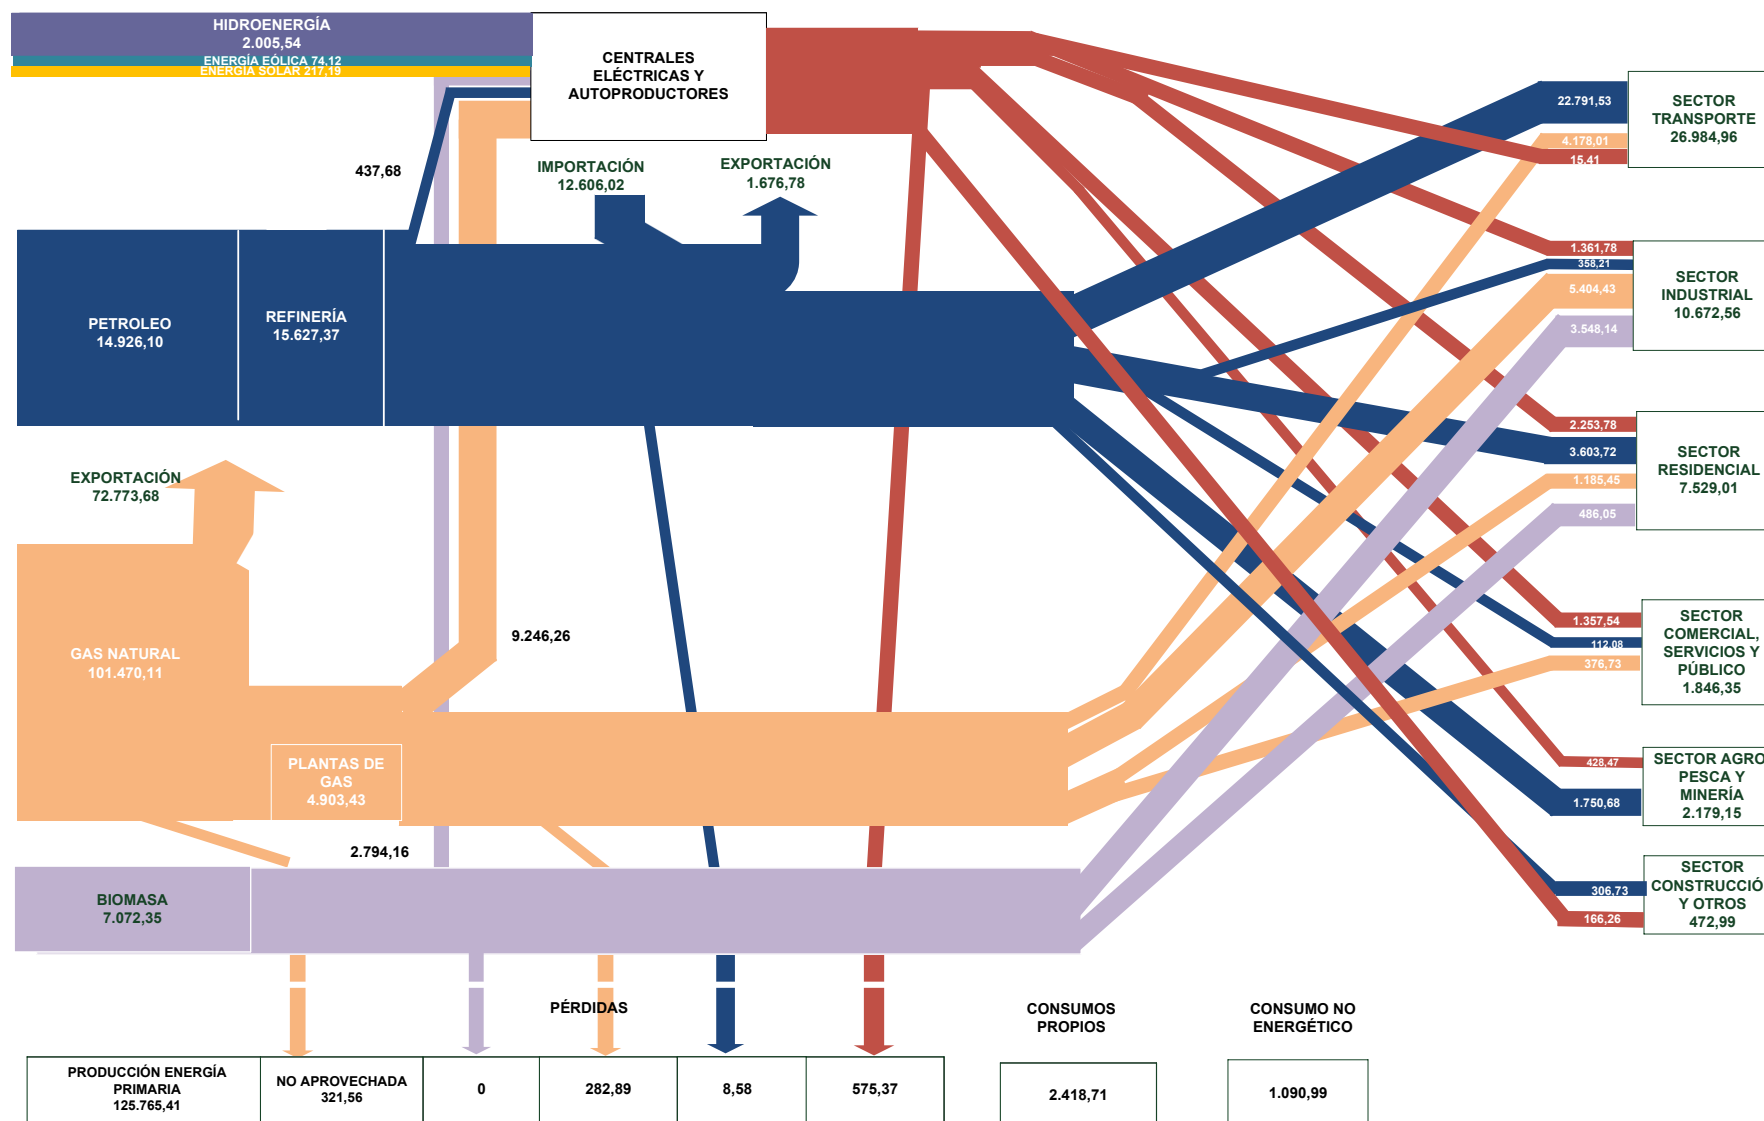 HIDROENERGÍA
2.005,54
ENERGÍA EÓLICA 74,12
ENERGÍA SOLAR 217,19
CENTRALES
ELÉCTRICAS Y
AUTOPRODUCTORES
437,68
IMPORTACIÓN
12.606,02
EXPORTACIÓN
1.676,78
PETROLEO
14.926,10
REFINERÍA
15.627,37
EXPORTACIÓN
72.773,68
GAS NATURAL
101.470,11
9.246,26
PLANTAS DE
GAS
4.903,43
2.794,16
BIOMASA
7.072,35
22.791,53
4.178,01
15,41
SECTOR
TRANSPORTE
26.984,96
1.361,78
358,21
5.404,43
3.548,14
SECTOR
INDUSTRIAL
10.672,56
2.253,78
3.603,72
1.185,45
486,05
SECTOR
RESIDENCIAL
7.529,01
1.357,54
112,08
376,73
SECTOR
COMERCIAL,
SERVICIOS Y
PÚBLICO
1.846,35
428,47
1.750,68
SECTOR AGRO
PESCA Y
MINERÍA
2.179,15
306,73
166,26
SECTOR
CONSTRUCCIÓ
Y OTROS
472,99
PÉRDIDAS
CONSUMOS
PROPIOS
CONSUMO NO
ENERGÉTICO
PRODUCCIÓN ENERGÍA
PRIMARIA
125.765,41
NO APROVECHADA
321,56
0
282,89
8,58
575,37
2.418,71
1.090,99